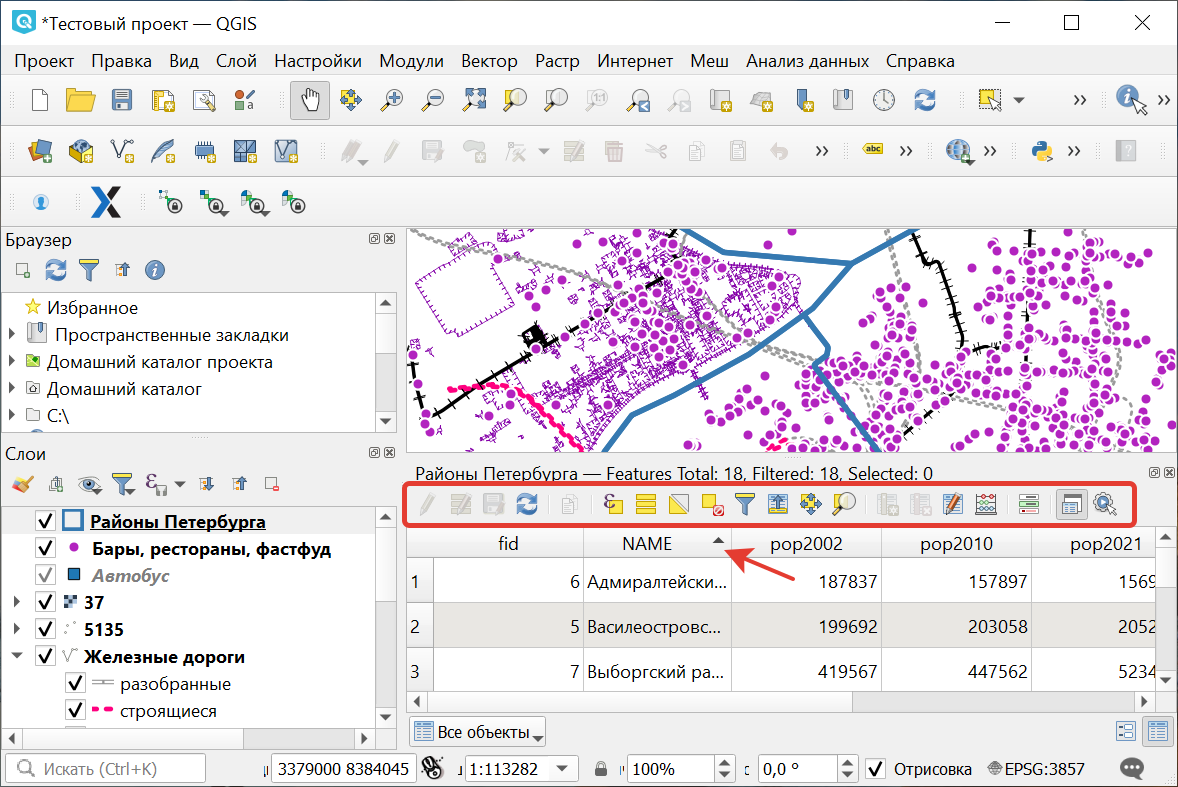 *Тестовый проект — QGIS
Проект Правка Вид Слой Настройки Модули Вектор Растр Интернет Меш Анализ данных Справка
abc
Браузер
Избранное
Пространственные закладки
Домашний каталог проекта
Домашний каталог
C:\
Слои
Районы Петербурга
Бары, рестораны, фастфуд
Автобус
37
5135
Железные дороги
разобранные
строящиеся
Районы Петербурга — Features Total: 18, Filtered: 18, Selected: 0
fid NAME pop2002 pop2010 pop2021
1 6 Адмиралтейски... 187837 157897 1569
2 5 Василеостровс... 199692 203058 2052
3 7 Выборгский ра... 419567 447562 5234
Все объекты
Искать (Ctrl+K) 3379000 8384045 1:113282 100% 0,0 ° Отрисовка EPSG:3857